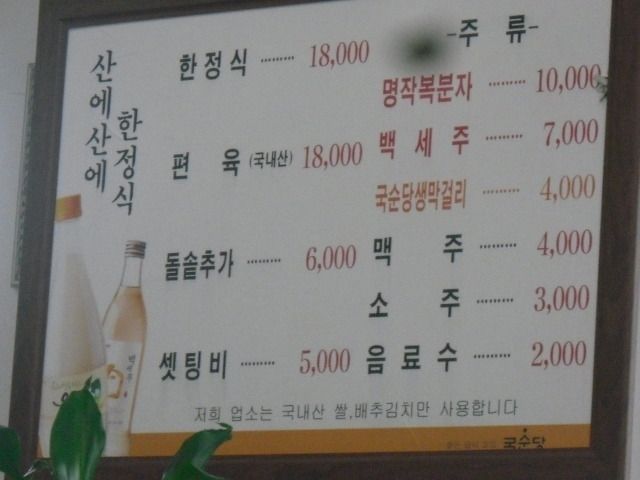 산에산에
한정식
한정식 ········· 18,000
편 육 (국내산) 18,000
돌솥추가 ········· 6,000
셋팅비 ········· 5,000
-주 류-
명작복분자 ········· 10,000
백 세 주 ········· 7,000
국순당생막걸리 ········· 4,000
맥 주 ········· 4,000
소 주 ········· 3,000
음 료 수 ········· 2,000
저희 업소는 국내산 쌀,배추김치만 사용합니다
국순당